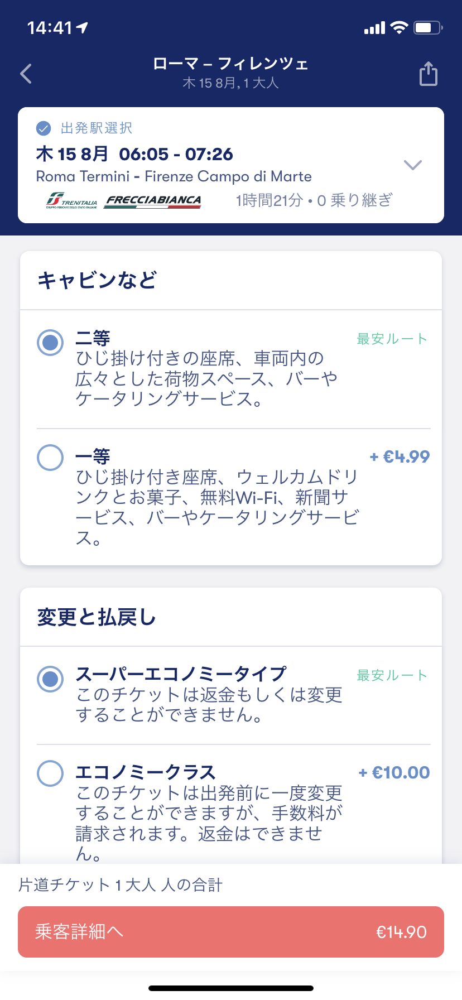 14:41
ローマ – フィレンツェ
木 15 8月, 1 大人
出発駅選択
木 15 8月 06:05 - 07:26
Roma Termini - Firenze Campo di Marte
TRENITALIA
GRUPPO FERROVIE DELLO STATO ITALIANE
FRECCIABIANCA
1時間21分 • 0 乗り継ぎ
キャビンなど
二等
最安ルート
ひじ掛け付きの座席、車両内の
広々とした荷物スペース、バーや
ケータリングサービス。
一等
+ €4.99
ひじ掛け付き座席、ウェルカムドリ
ンクとお菓子、無料Wi-Fi、新聞サ
ービス、バーやケータリングサービ
ス。
変更と払戻し
スーパーエコノミータイプ
最安ルート
このチケットは返金もしくは変更
することができません。
エコノミークラス
+ €10.00
このチケットは出発前に一度変更
することができますが、手数料が
請求されます。返金はできませ
ん。
片道チケット 1 大人 人の合計
乗客詳細へ
€14.90